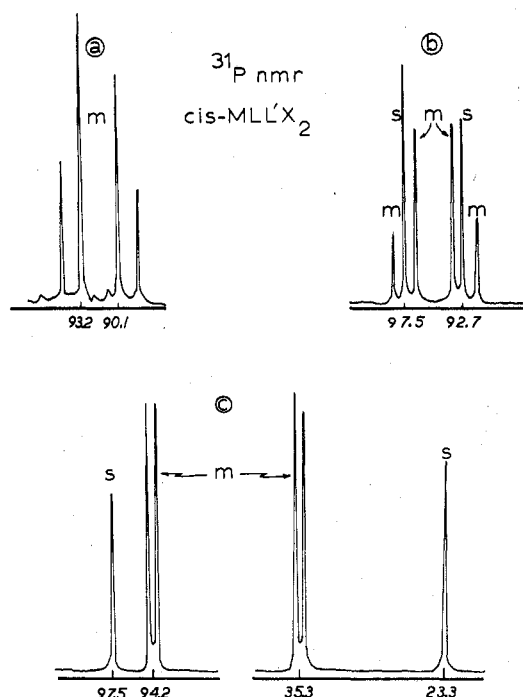 ⓐ
³¹P nmr
cis-MLL'X₂
ⓑ
m
s m s
m m
93.2 90.1
97.5 92.7
ⓒ
s m s
97.5 94.2 35.3 23.3